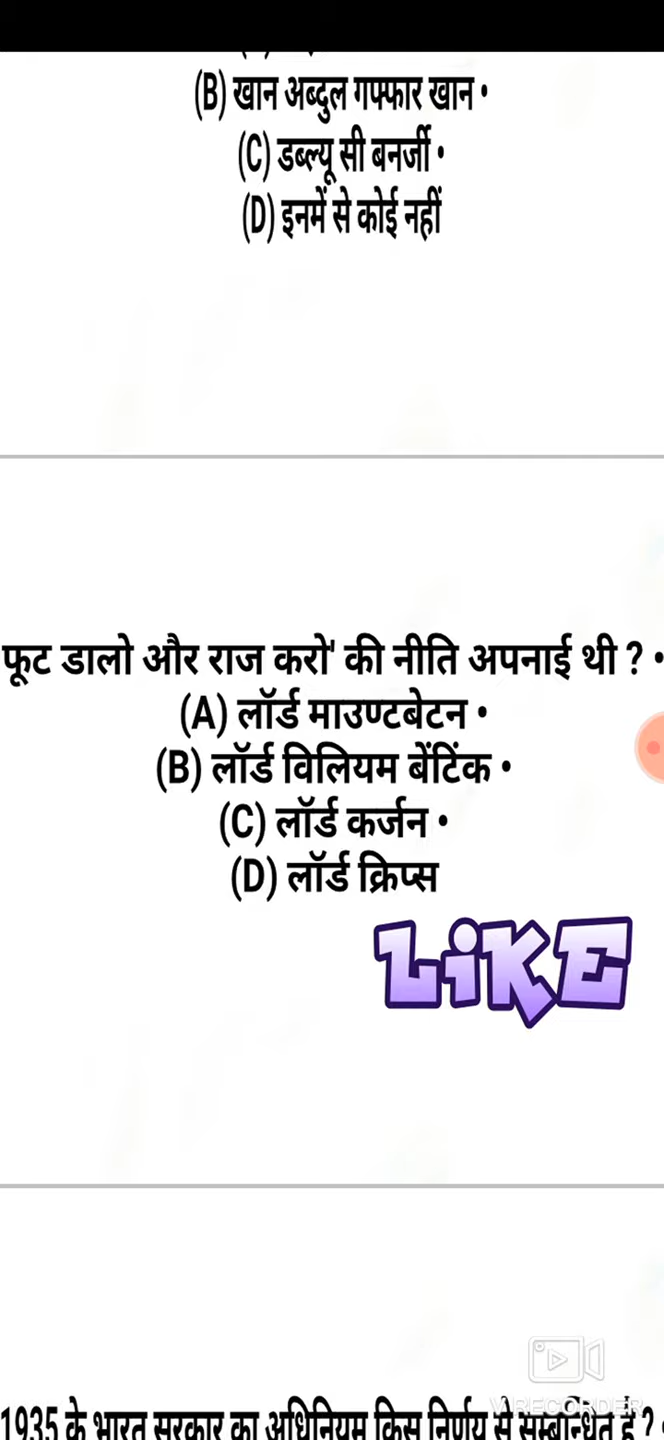 (B) खान अब्दुल गफ्फार खान •
(C) डब्ल्यू सी बनर्जी •
(D) इनमें से कोई नहीं
फूट डालो और राज करो' की नीति अपनाई थी ? •
(A) लॉर्ड माउण्टबेटन •
(B) लॉर्ड विलियम बेंटिंक •
(C) लॉर्ड कर्जन •
(D) लॉर्ड क्रिप्स
LiKE
VIRECORDER
1935 के भारत सरकार का अधिनियम किस निर्णय से सम्बन्धित है ? •